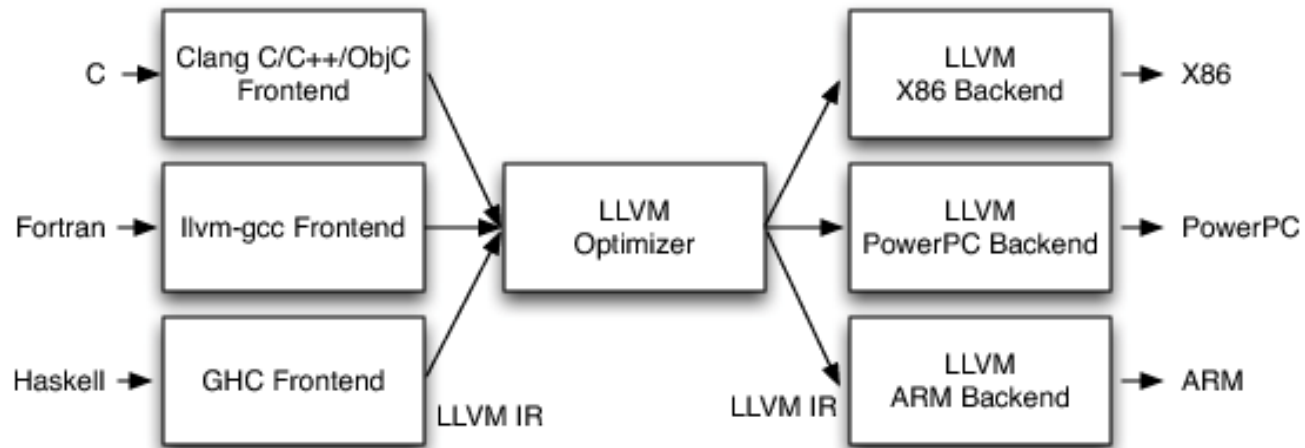 C
Clang C/C++/ObjC
Frontend
LLVM
X86 Backend
X86
Fortran
llvm-gcc Frontend
LLVM
Optimizer
LLVM
PowerPC Backend
PowerPC
Haskell
GHC Frontend
LLVM IR
LLVM IR
LLVM
ARM Backend
ARM